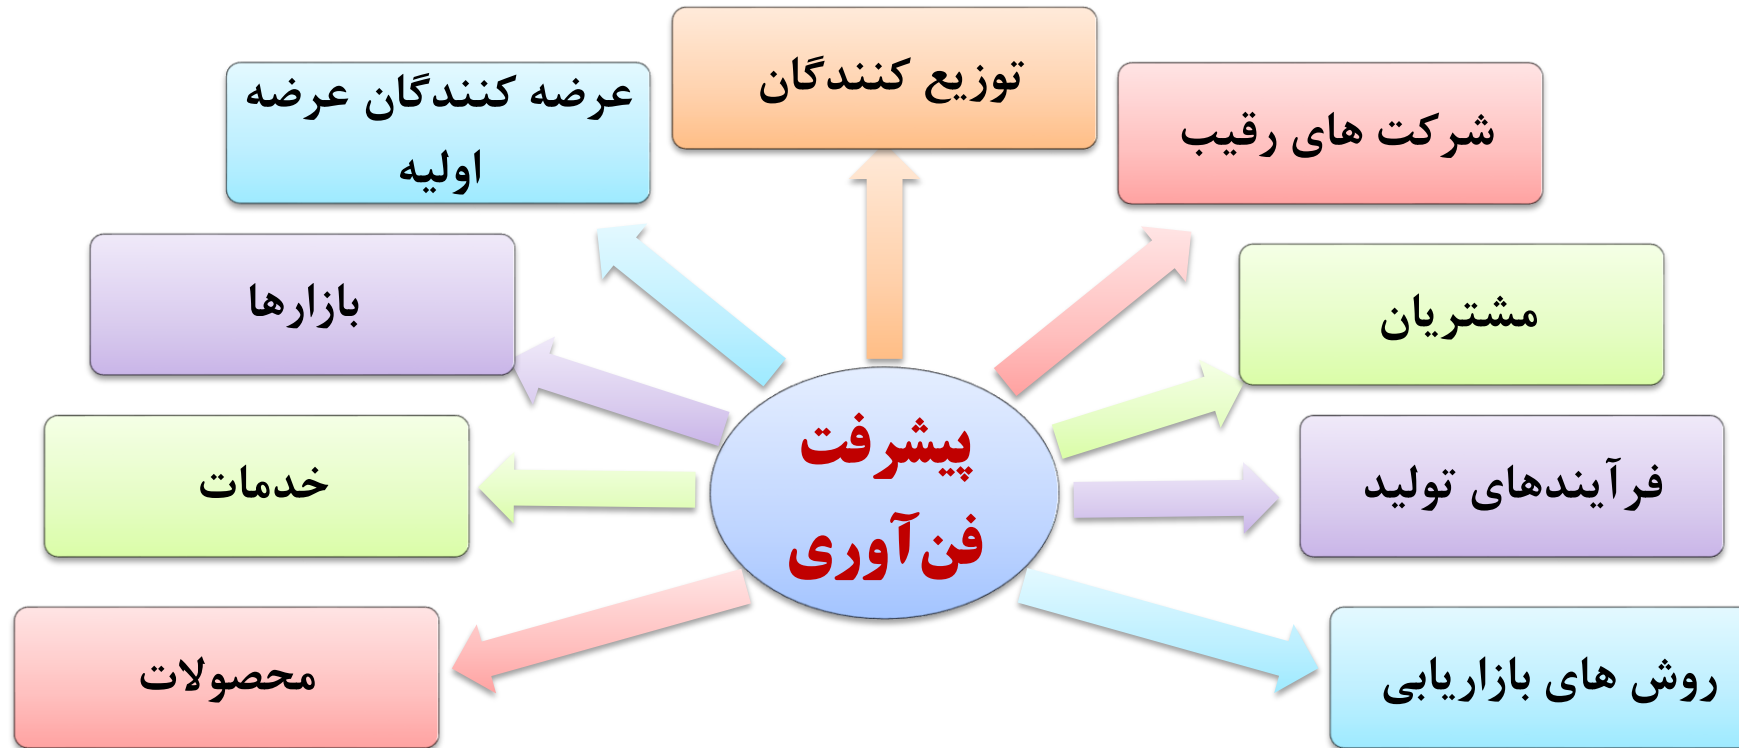 توزیع کنندگان
شرکت های رقیب
عرضه کنندگان عرضه
اولیه
مشتریان
بازارها
فرآیندهای تولید
خدمات
روش های بازاریابی
محصولات
پیشرفت
فن‌آوری